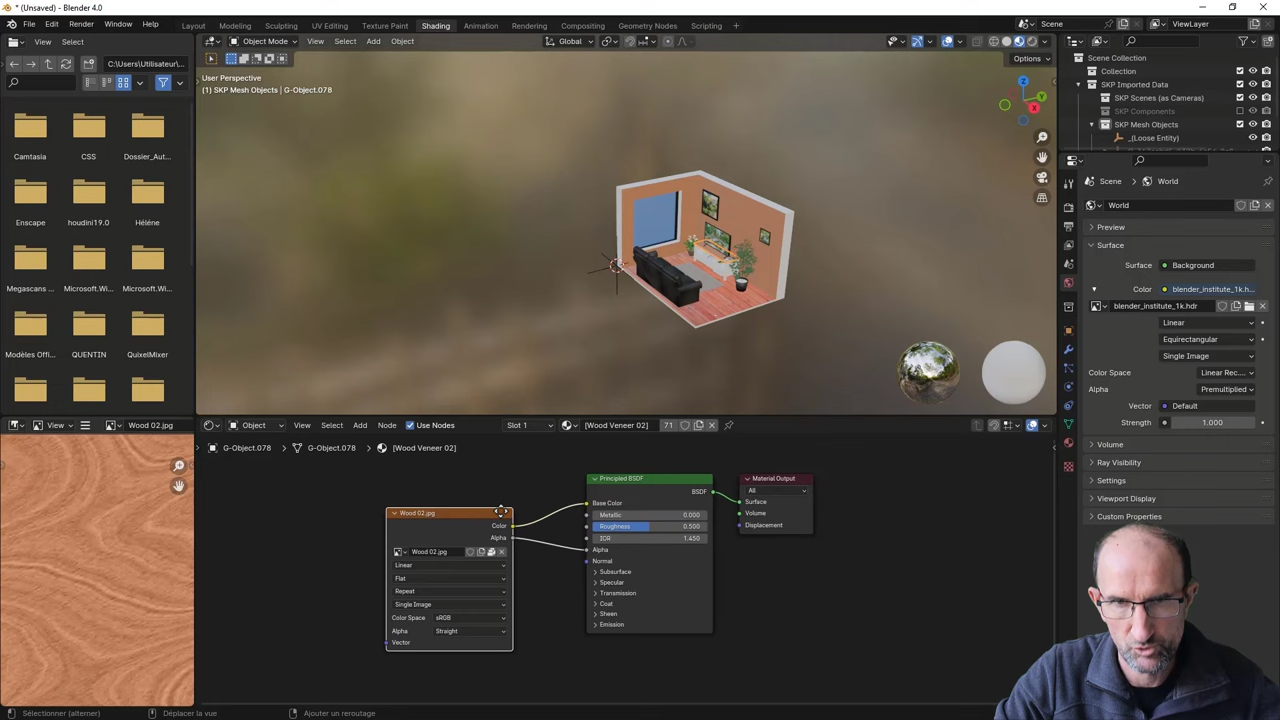 * (Unsaved) - Blender 4.0
File Edit Render Window Help
Layout Modeling Sculpting UV Editing Texture Paint Shading Animation Rendering Compositing Geometry Nodes Scripting
Scene ViewLayer
View Select
Object Mode View Select Add Object Global
C:\Users\Utilisateur\...
Options
User Perspective
(1) SKP Mesh Objects | G-Object.078
Camtasia CSS Dossier_Aut...
Enscape houdini19.0 Héléne
Megascans ... Microsoft.Wi... Microsoft.Wi...
Modèles Offi... QUENTIN QuixelMixer
Z
Y
X
Scene Collection
Collection
SKP Imported Data
SKP Scenes (as Cameras)
SKP Components
SKP Mesh Objects
_(Loose Entity)
Scene World
World
Preview
Surface
Surface Background
Color blender_institute_1k.h...
blender_institute_1k.hdr
Linear
Equirectangular
Single Image
Color Space Linear Rec....
Alpha Premultiplied
Vector Default
Strength 1.000
Volume
Ray Visibility
Settings
Viewport Display
Custom Properties
View Wood 02.jpg
Object View Select Add Node Use Nodes Slot 1 [Wood Veneer 02] 71
G-Object.078 G-Object.078 [Wood Veneer 02]
Wood 02.jpg
Color
Alpha
Wood 02.jpg
Linear
Flat
Repeat
Single Image
Color Space sRGB
Alpha Straight
Vector
Principled BSDF
BSDF
Base Color
Metallic 0.000
Roughness 0.500
IOR 1.450
Alpha
Normal
Subsurface
Specular
Transmission
Coat
Sheen
Emission
Material Output
All
Surface
Volume
Displacement
Sélectionner (alterner) Déplacer la vue Ajouter un reroutage